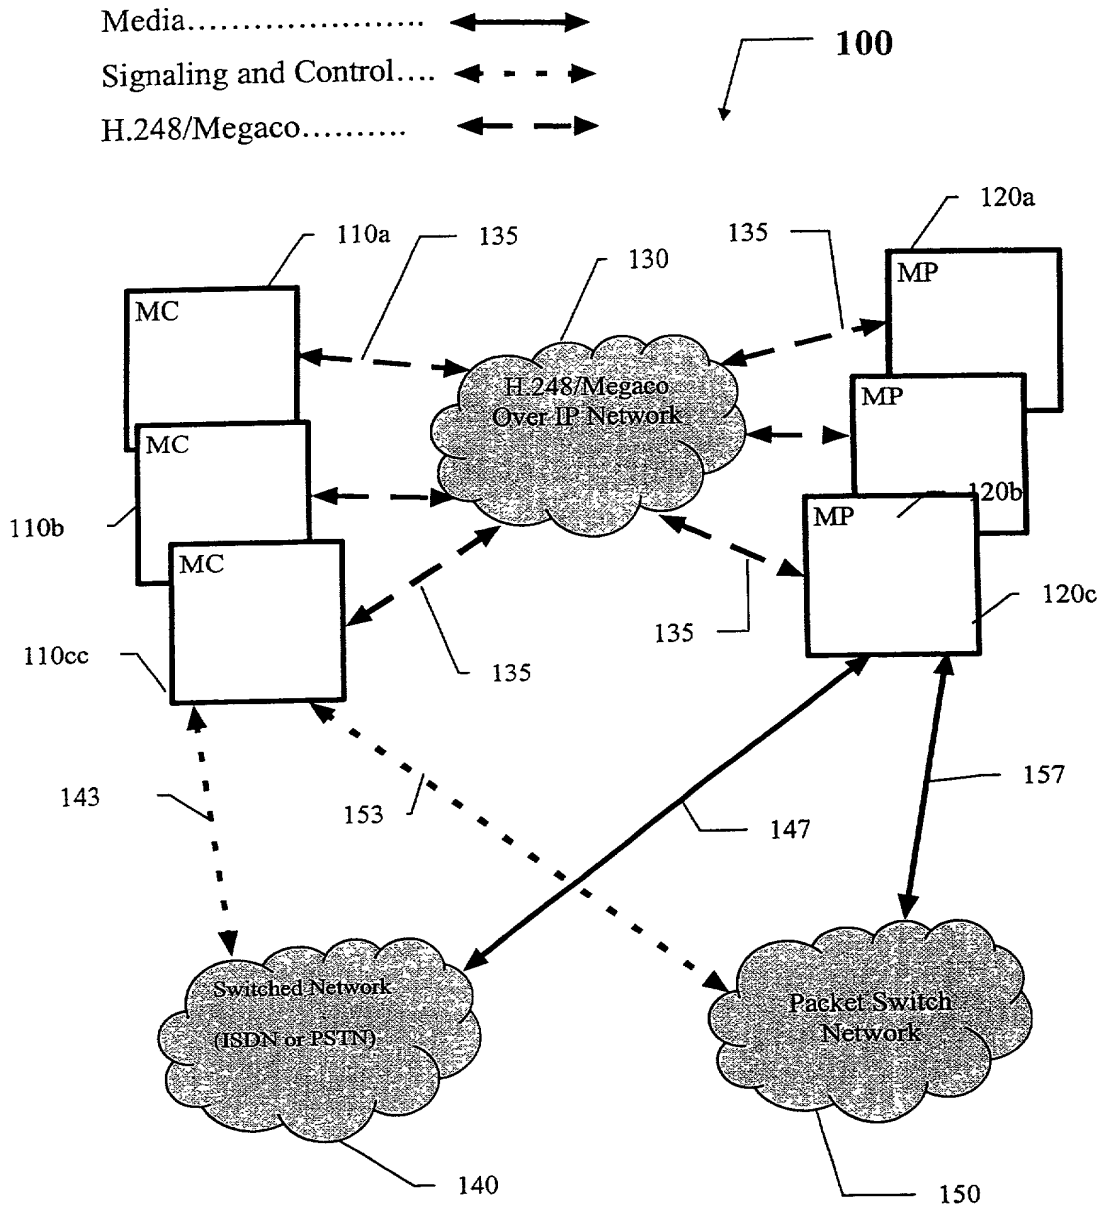 Media......................
100
Signaling and Control....
H.248/Megaco..........
120a
110a
135
135
130
MP
MC
H.248/Megaco
Over IP Network
MP
MC
120b
MP
110b
MC
120c
135
110cc
135
157
143
153
147
Switched Network
(ISDN or PSTN)
Packet Switch
Network
140
150